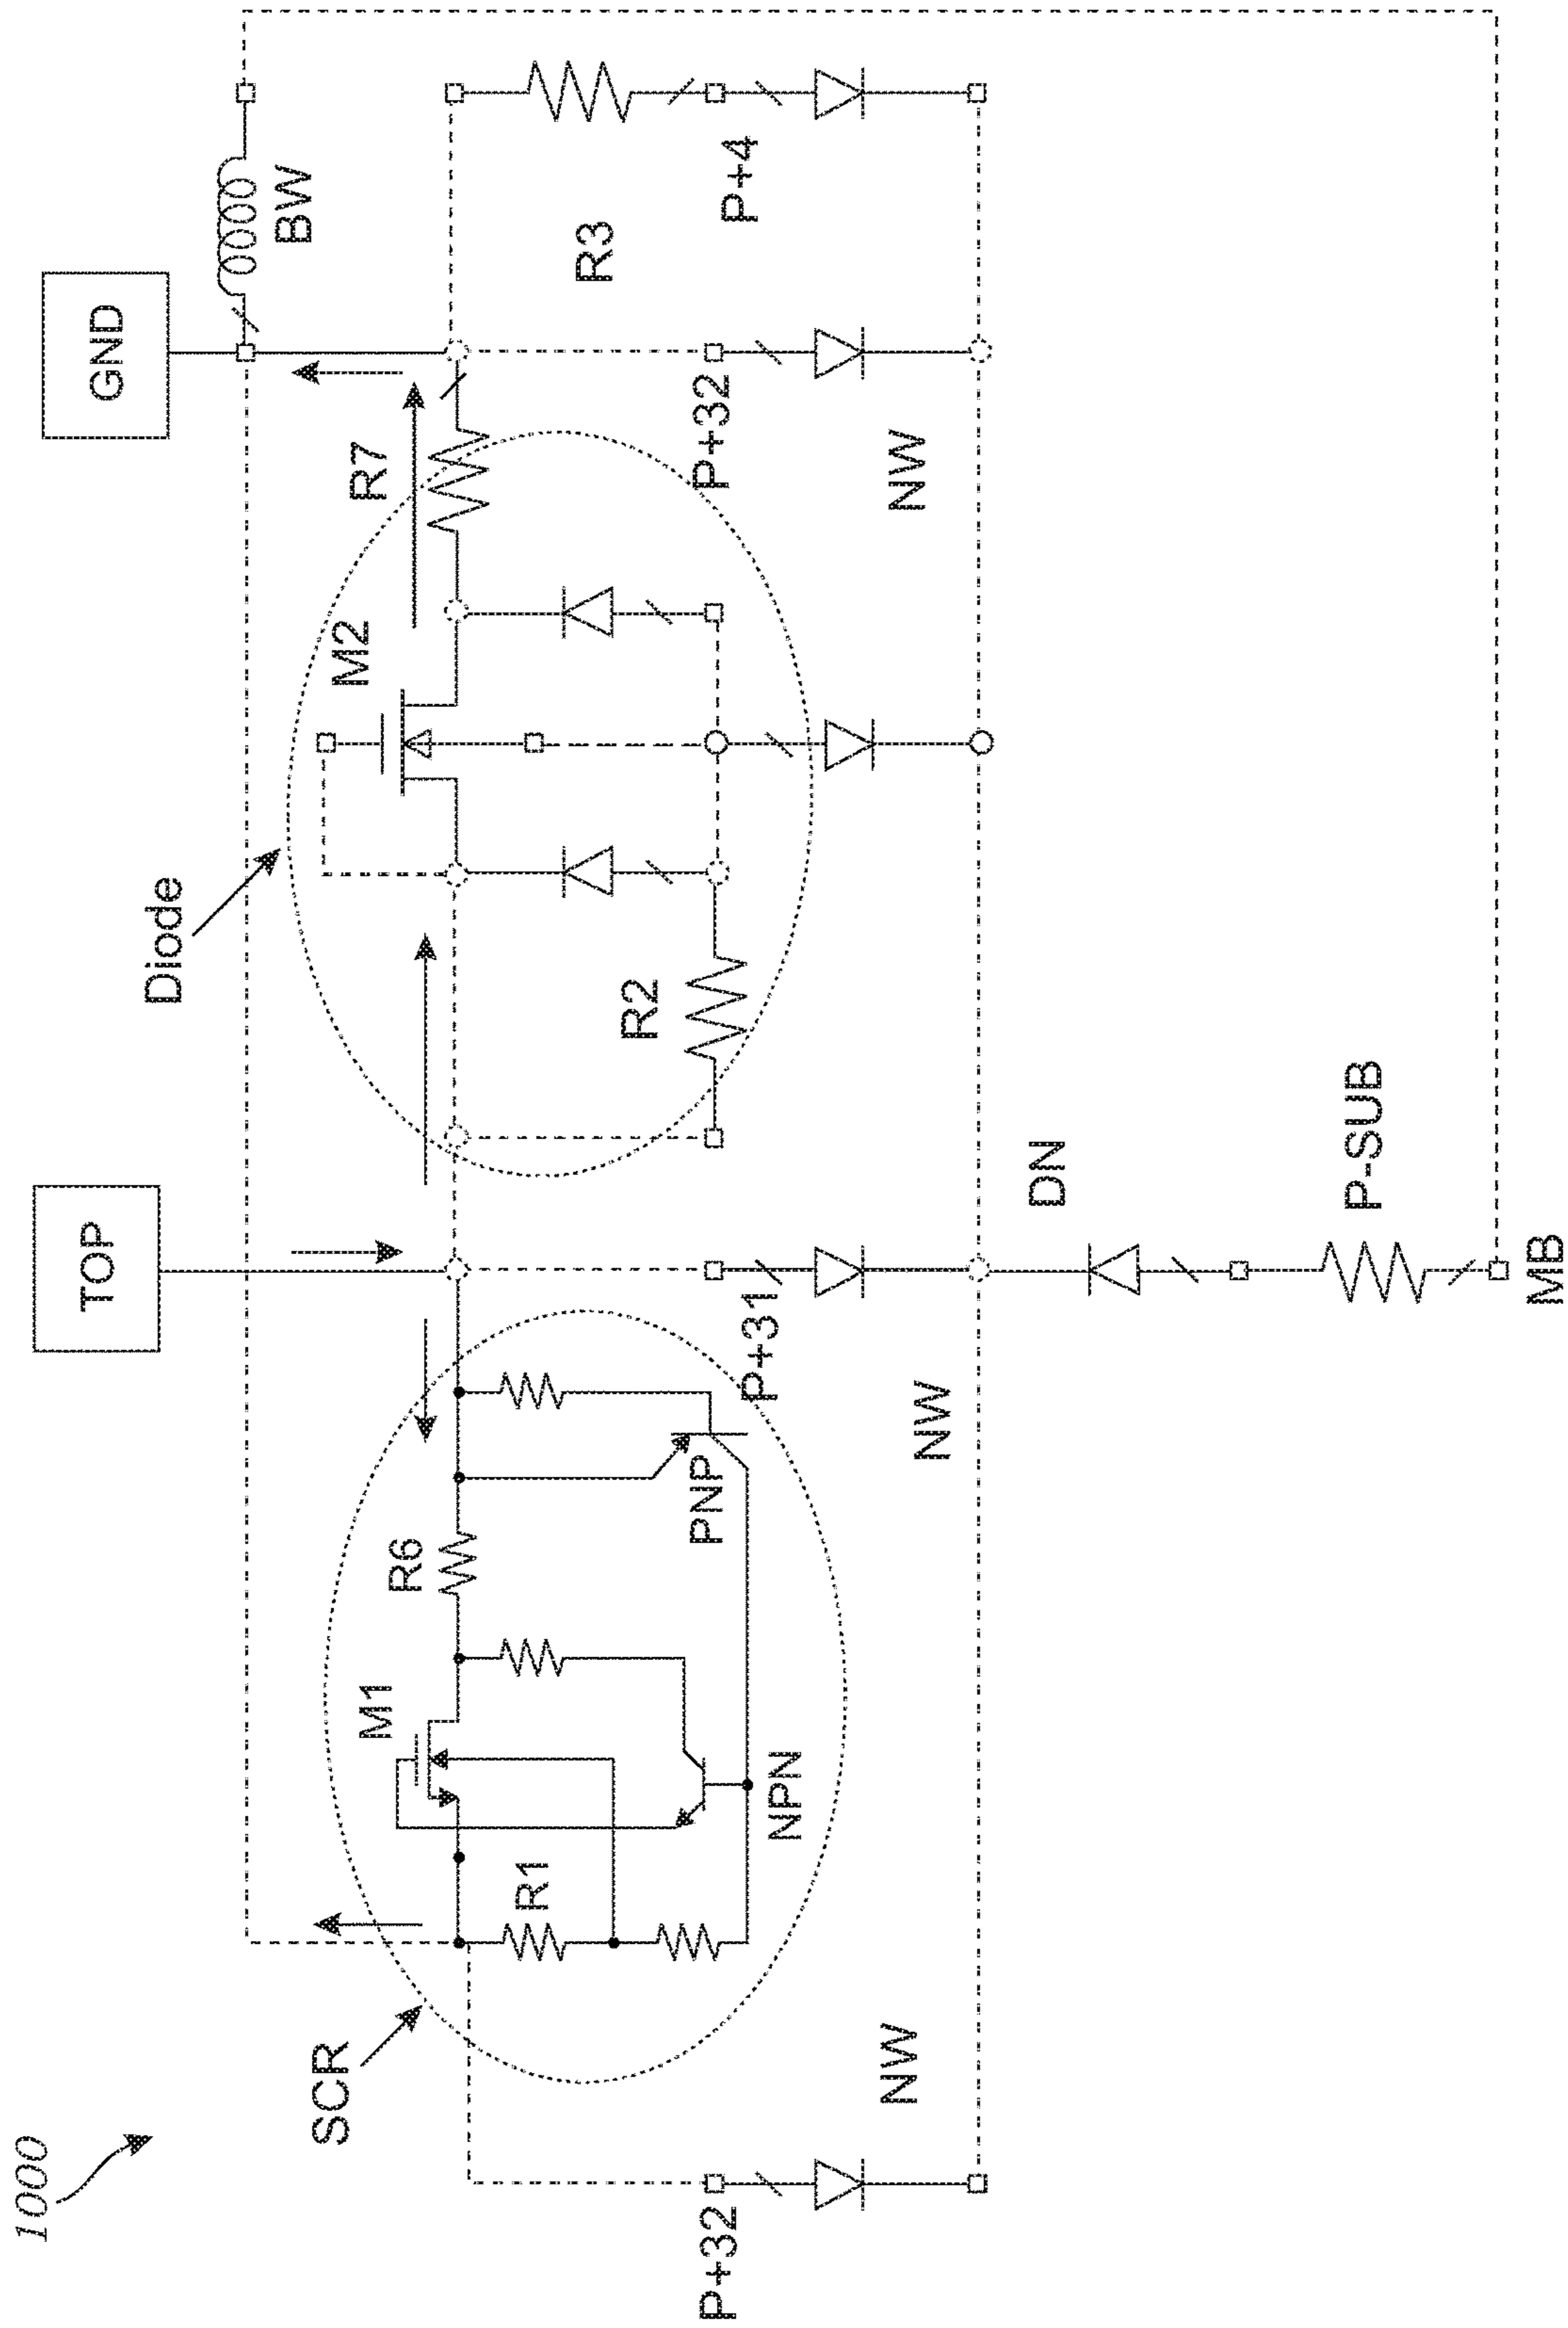 1000
TOP
GND
BW
Diode
SCR
M1
R6
M2
R7
R1
R2
R3
NPN
PNP
P+32
P+31
P+32
P+4
NW
NW
NW
DN
P-SUB
MB